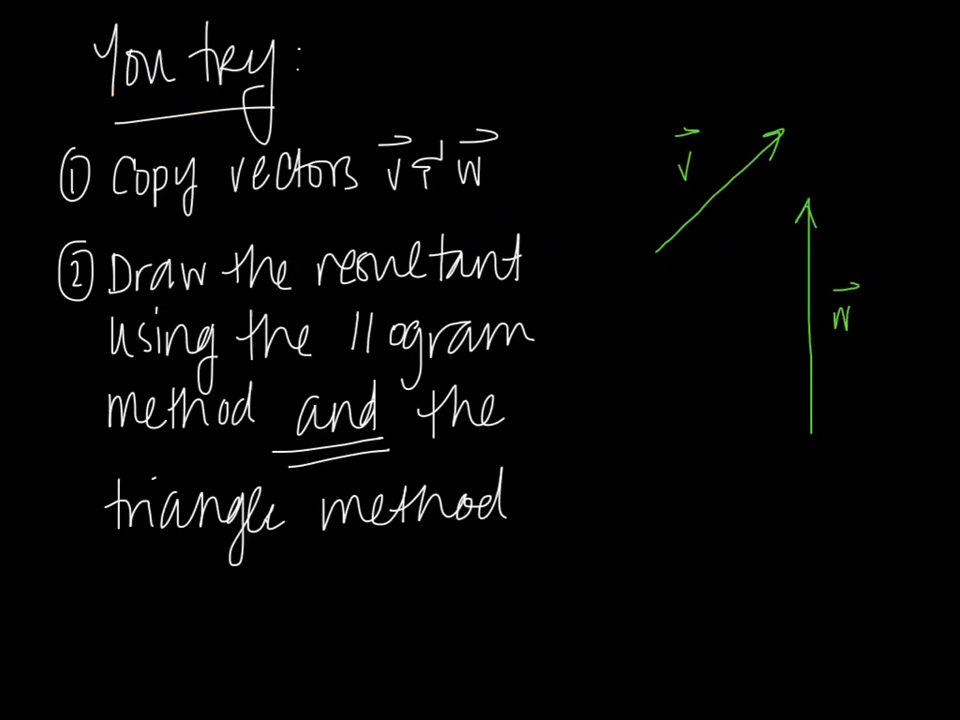 You try:
① Copy vectors v⃗ & w⃗
② Draw the resultant
using the ||ogram
method and the
triangle method
v⃗
w⃗